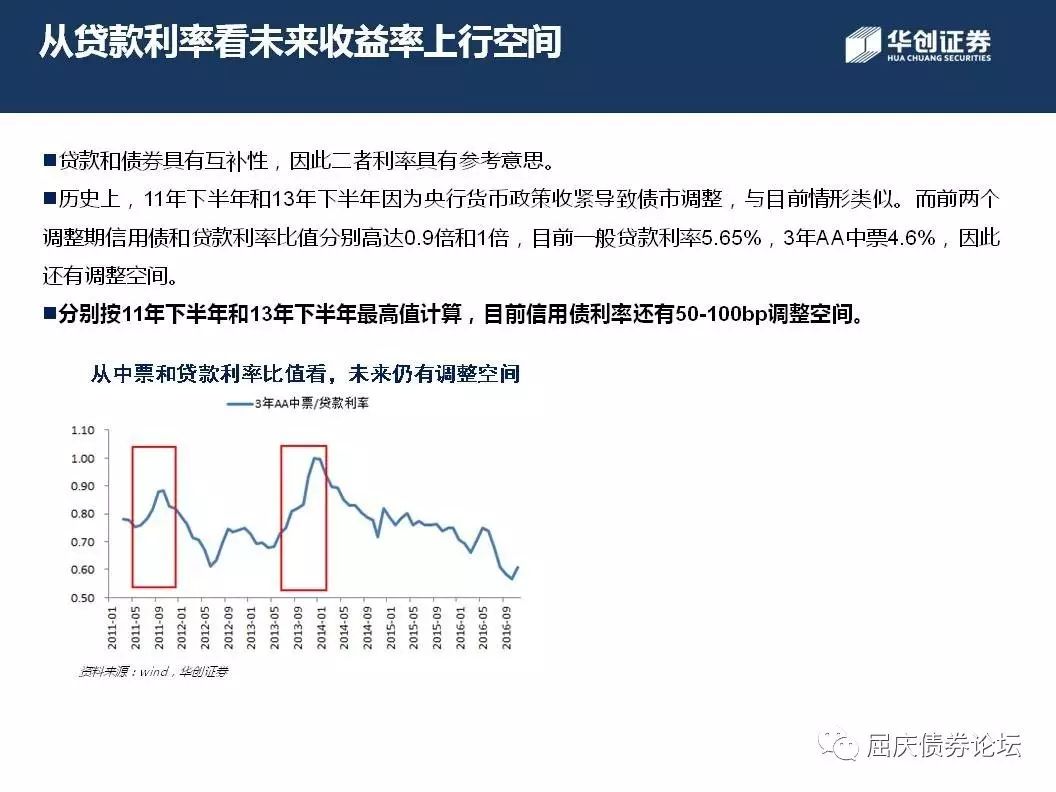 从贷款利率看未来收益率上行空间
华创证券
HUA CHUANG SECURITIES
■贷款和债券具有互补性，因此二者利率具有参考意思。
■历史上，11年下半年和13年下半年因为央行货币政策收紧导致债市调整，与目前情形类似。而前两个
调整期信用债和贷款利率比值分别高达0.9倍和1倍，目前一般贷款利率5.65%，3年AA中票4.6%，因此
还有调整空间。
■分别按11年下半年和13年下半年最高值计算，目前信用债利率还有50-100bp调整空间。
从中票和贷款利率比值看，未来仍有调整空间
3年AA中票/贷款利率
1.10
1.00
0.90
0.80
0.70
0.60
0.50
2011-01
2011-05
2011-09
2012-01
2012-05
2012-09
2013-01
2013-05
2013-09
2014-01
2014-05
2014-09
2015-01
2015-05
2015-09
2016-01
2016-05
2016-09
资料来源：wind，华创证券
屈庆债券论坛